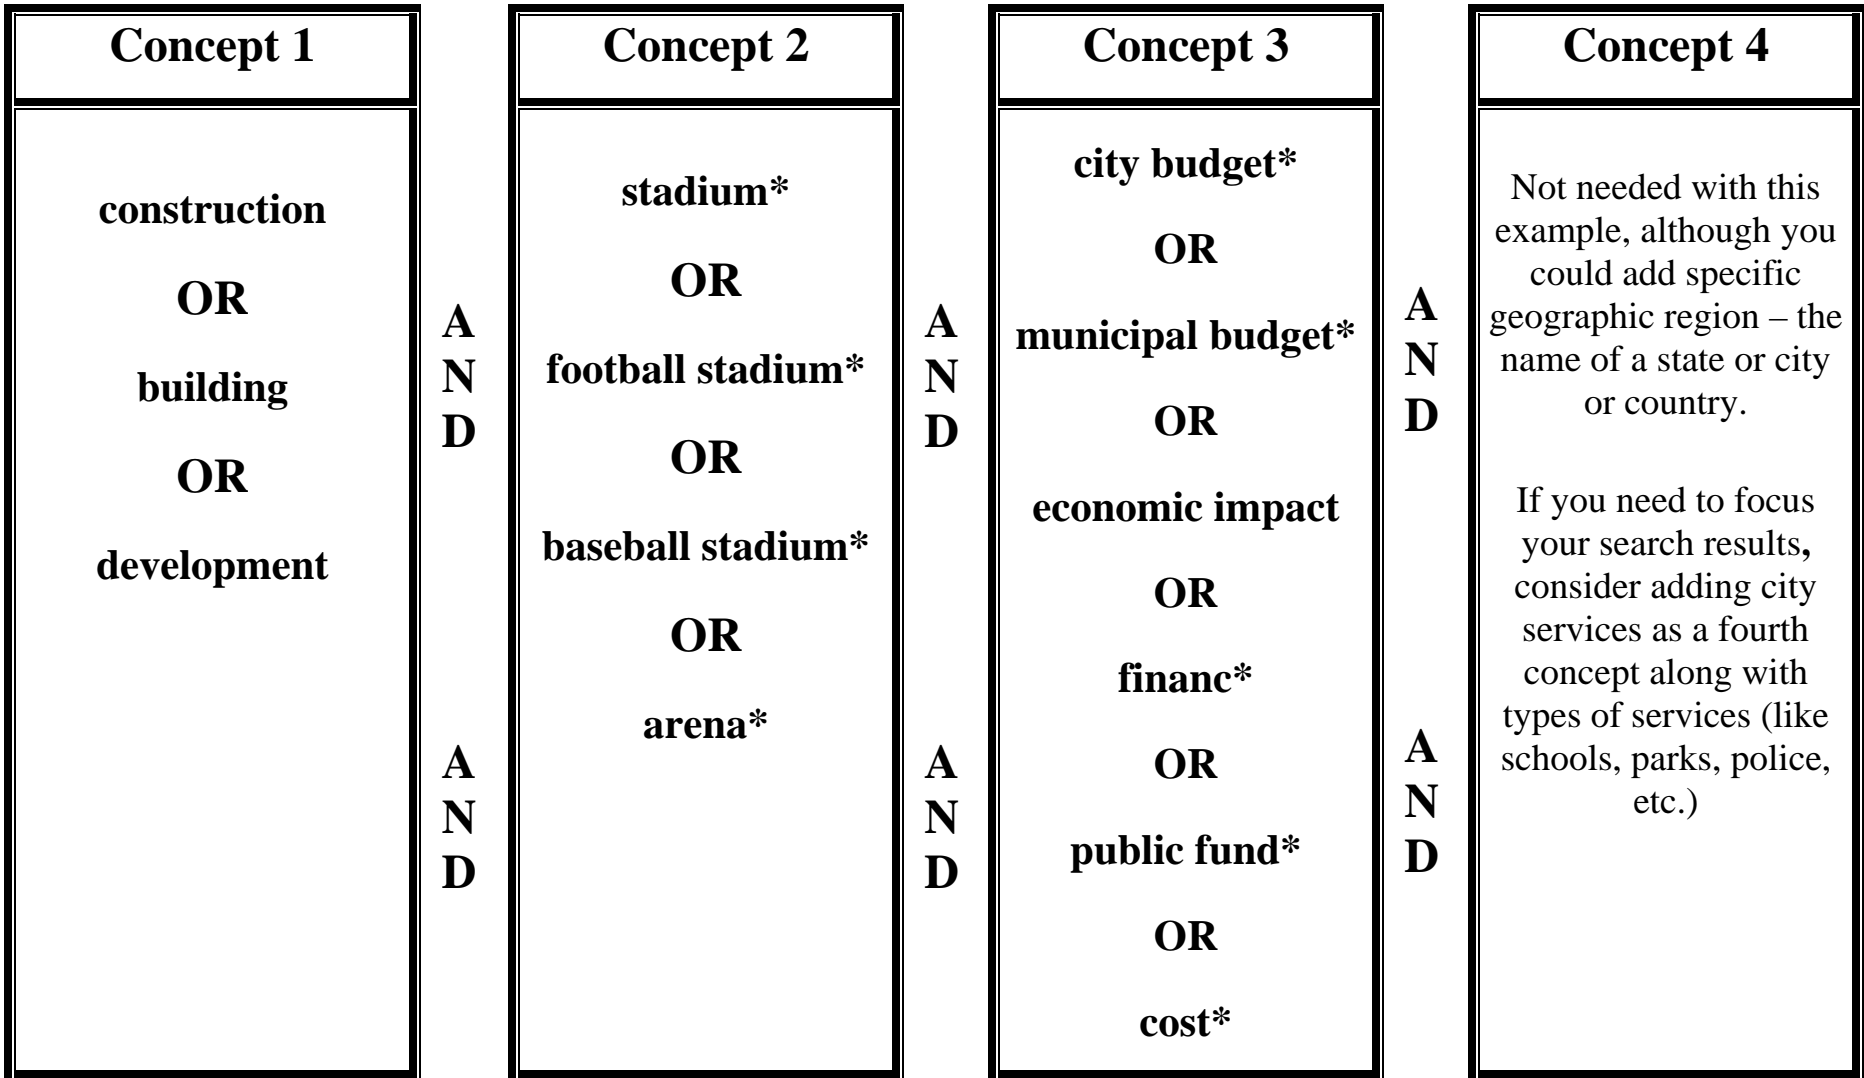 Concept 1
construction
OR
building
OR
development
A
N
D
A
N
D
Concept 2
stadium*
OR
football stadium*
OR
baseball stadium*
OR
arena*
A
N
D
A
N
D
Concept 3
city budget*
OR
municipal budget*
OR
economic impact
OR
financ*
OR
public fund*
OR
cost*
A
N
D
A
N
D
Concept 4
Not needed with this
example, although you
could add specific
geographic region – the
name of a state or city
or country.
If you need to focus
your search results,
consider adding city
services as a fourth
concept along with
types of services (like
schools, parks, police,
etc.)